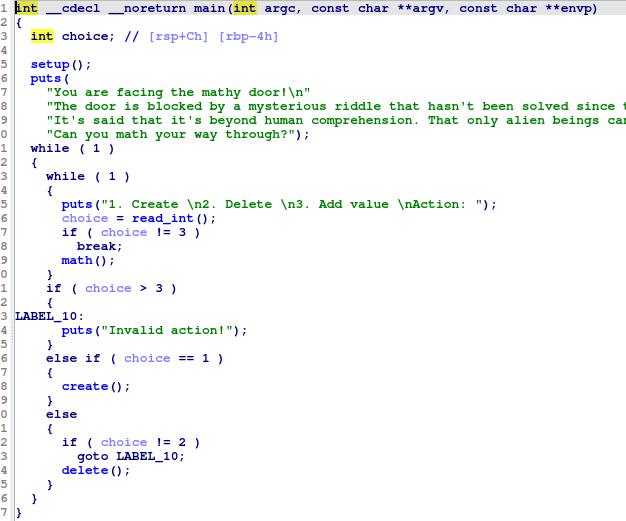 1 int __cdecl __noreturn main(int argc, const char **argv, const char **envp)
2 {
3 int choice; // [rsp+Ch] [rbp-4h]
4
5 setup();
6 puts(
7 "You are facing the mathy door!\n"
8 "The door is blocked by a mysterious riddle that hasn't been solved since
9 "It's said that it's beyond human comprehension. That only alien beings
0 "Can you math your way through?");
1 while ( 1 )
2 {
3 while ( 1 )
4 {
5 puts("1. Create \n2. Delete \n3. Add value \nAction: ");
6 choice = read_int();
7 if ( choice != 3 )
8 break;
9 math();
0 }
1 if ( choice > 3 )
2 {
3 LABEL_10:
4 puts("Invalid action!");
5 }
6 else if ( choice == 1 )
7 {
8 create();
9 }
0 else
1 {
2 if ( choice != 2 )
3 goto LABEL_10;
4 delete();
5 }
6 }
7 }